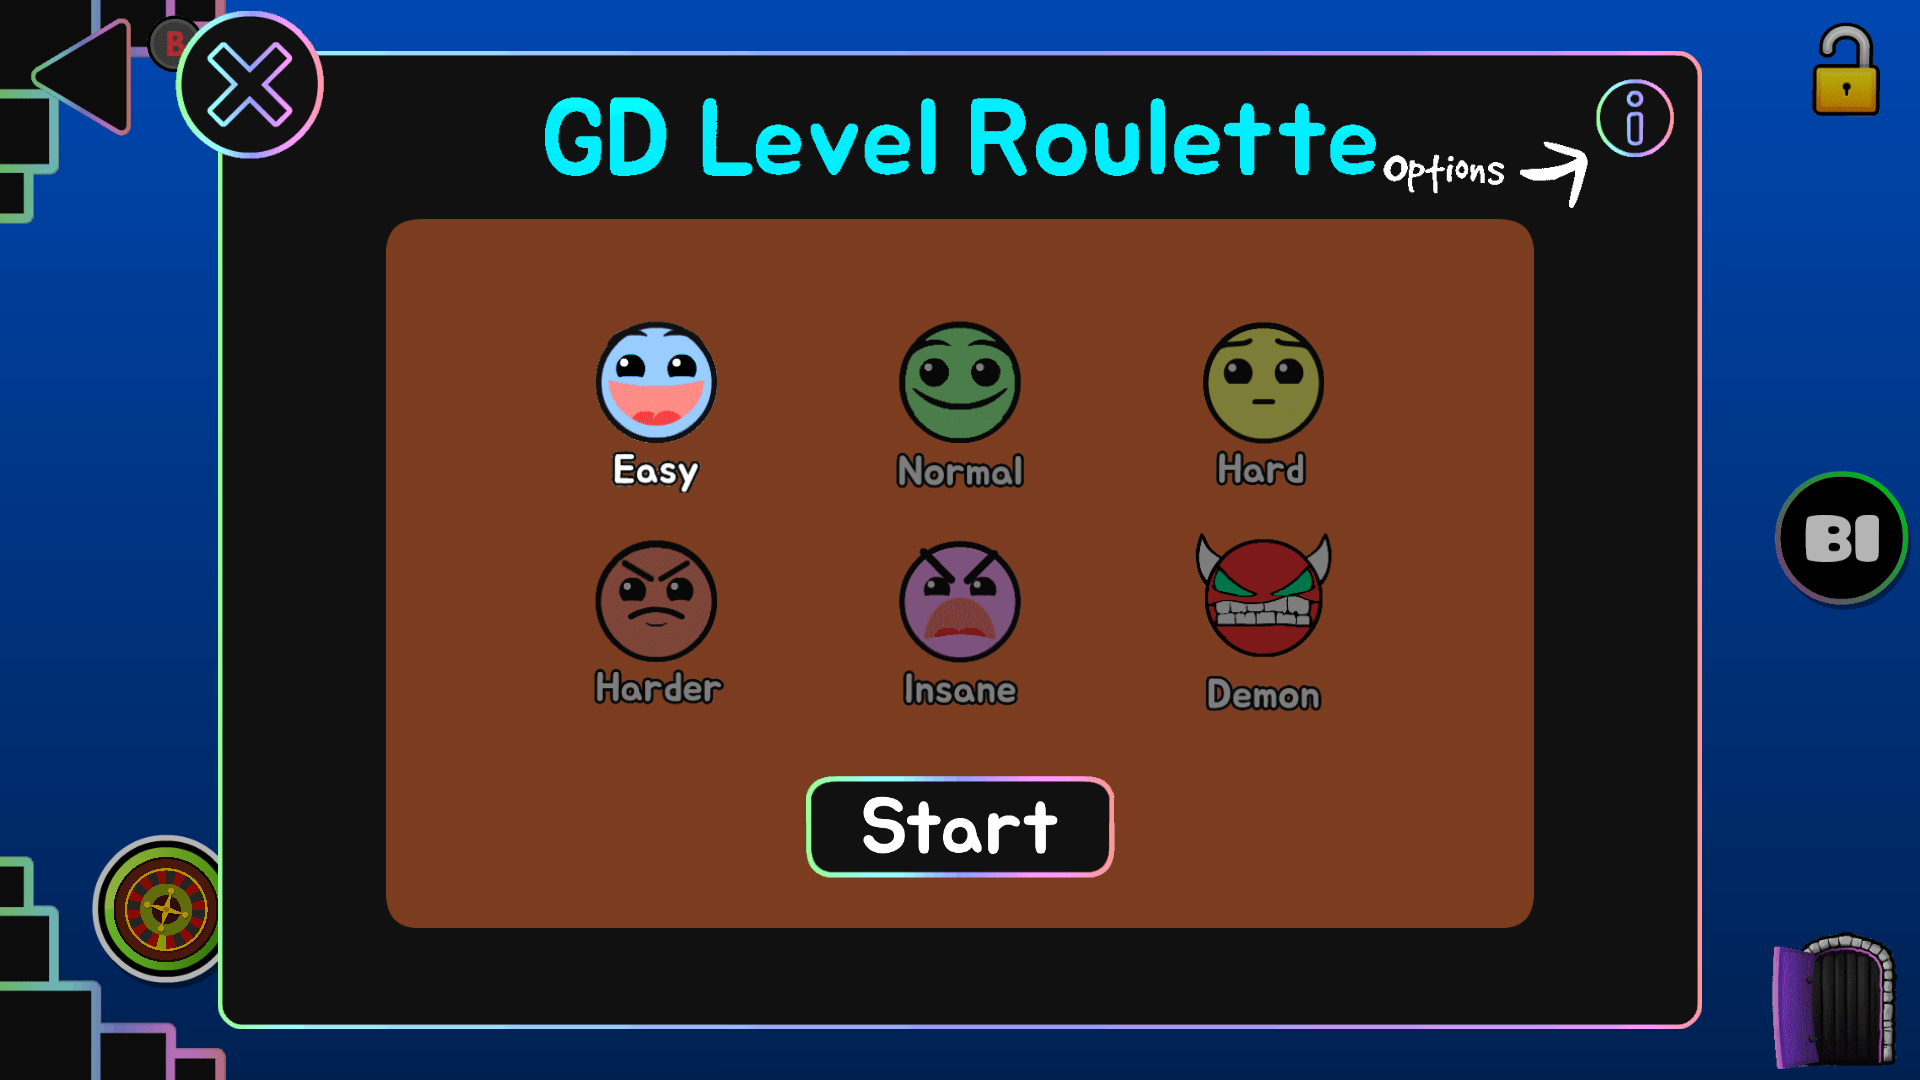 B
GD Level Roulette
Options
Easy
Normal
Hard
BI
Harder
Insane
Demon
Start